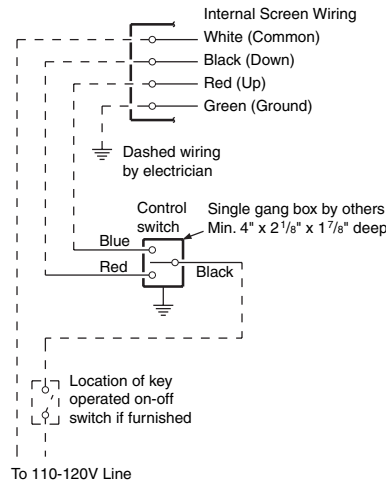 Internal Screen Wiring
White (Common)
Black (Down)
Red (Up)
Green (Ground)
Dashed wiring
by electrician
Control
switch
Single gang box by others
Min. 4" x 2 1/8" x 1 7/8" deep
Blue
Red
Black
Location of key
operated on-off
switch if furnished
To 110-120V Line